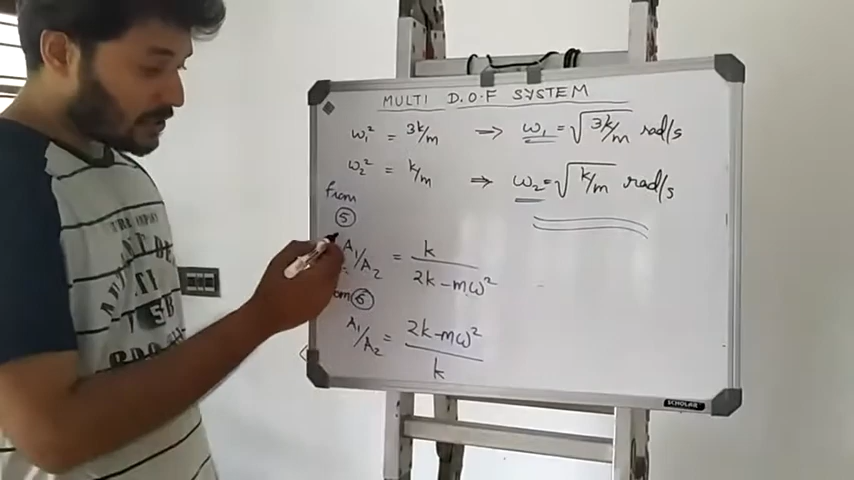 MULTI D.O.F SYSTEM
ω₁² = 3k/m → ω₁ = √3k/m rad/s
ω₂² = k/m → ω₂ = √k/m rad/s
from
⑤
A₁/A₂ = k / 2k-mω²
om ⑥
A₁/A₂ = 2k-mω² / k
SCHOLAR